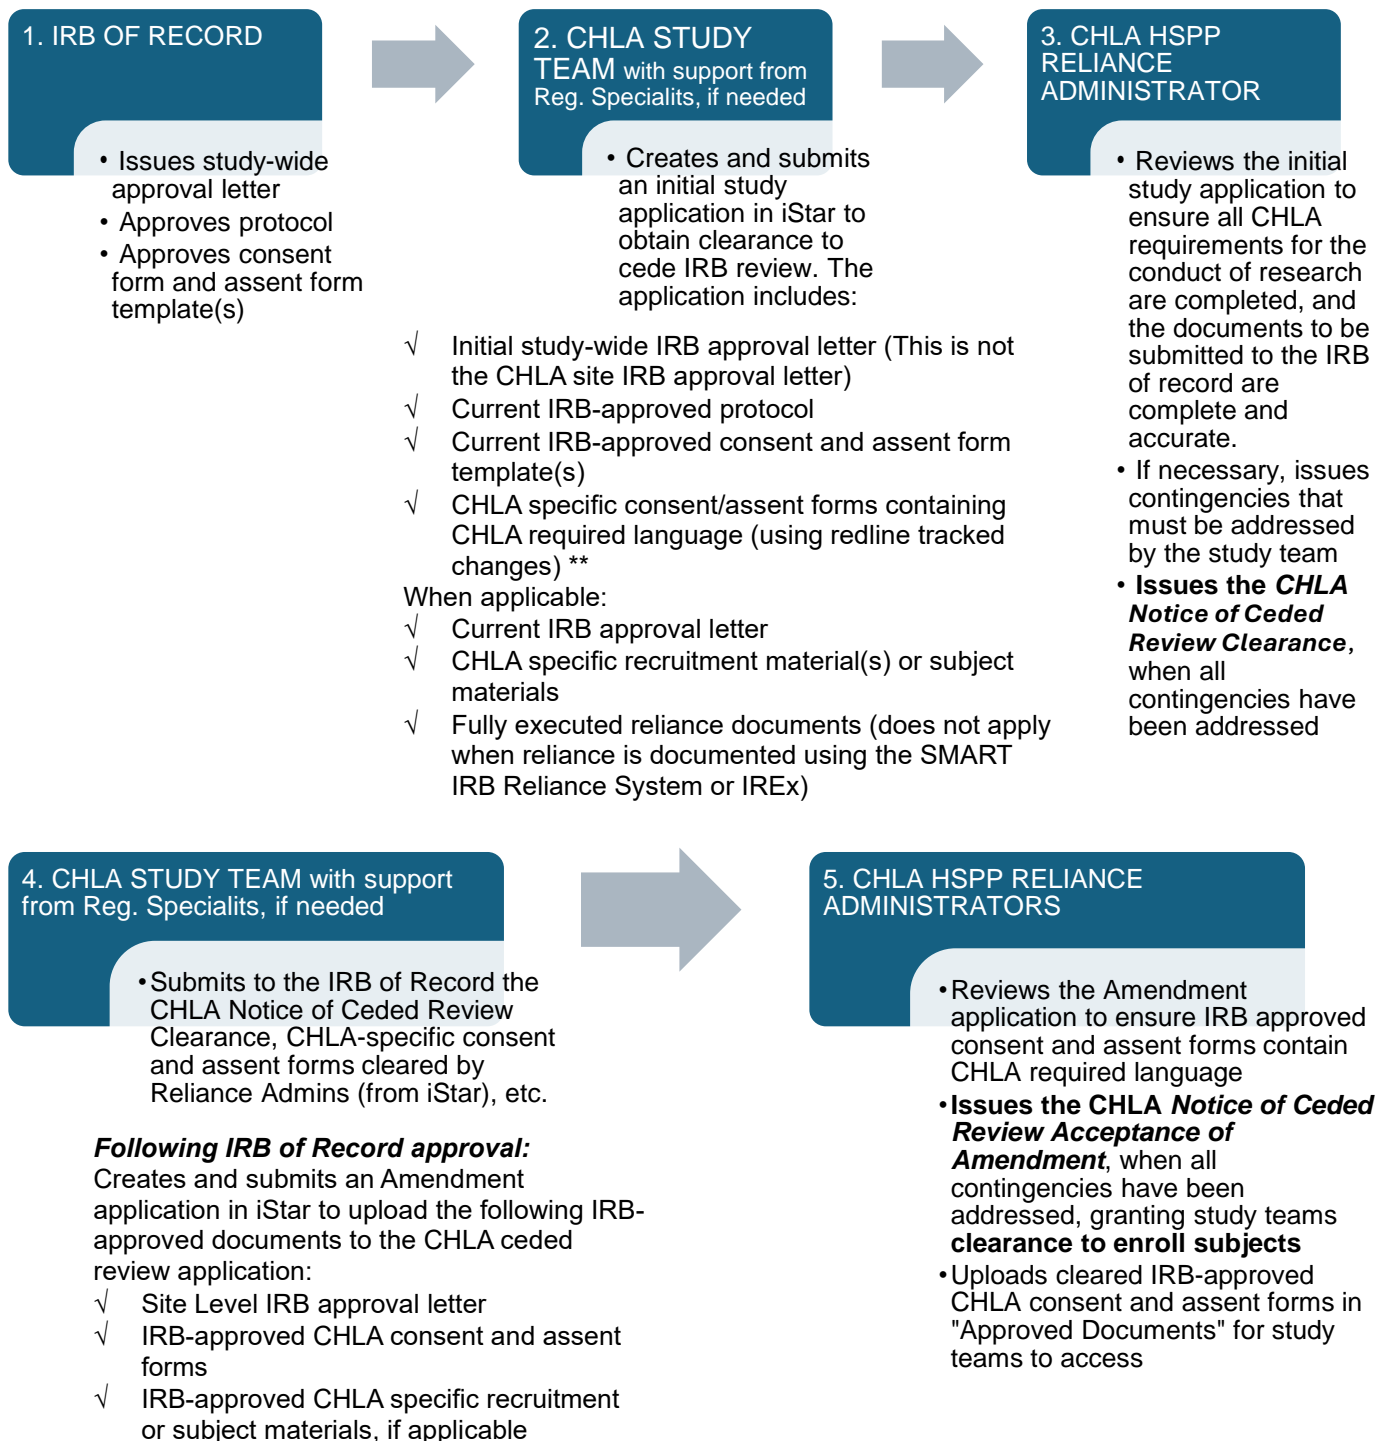 1. IRB OF RECORD
• Issues study-wide
approval letter
• Approves protocol
• Approves consent
form and assent form
template(s)
2. CHLA STUDY
TEAM with support from
Reg. Specialits, if needed
• Creates and submits
an initial study
application in iStar to
obtain clearance to
cede IRB review. The
application includes:
√ Initial study-wide IRB approval letter (This is not
the CHLA site IRB approval letter)
√ Current IRB-approved protocol
√ Current IRB-approved consent and assent form
template(s)
√ CHLA specific consent/assent forms containing
CHLA required language (using redline tracked
changes) **
When applicable:
√ Current IRB approval letter
√ CHLA specific recruitment material(s) or subject
materials
√ Fully executed reliance documents (does not apply
when reliance is documented using the SMART
IRB Reliance System or IREx)
3. CHLA HSPP
RELIANCE
ADMINISTRATOR
• Reviews the initial
study application to
ensure all CHLA
requirements for the
conduct of research
are completed, and
the documents to be
submitted to the IRB
of record are
complete and
accurate.
• If necessary, issues
contingencies that
must be addressed
by the study team
• Issues the CHLA
Notice of Ceded
Review Clearance,
when all
contingencies have
been addressed
4. CHLA STUDY TEAM with support
from Reg. Specialits, if needed
•Submits to the IRB of Record the
CHLA Notice of Ceded Review
Clearance, CHLA-specific consent
and assent forms cleared by
Reliance Admins (from iStar), etc.
Following IRB of Record approval:
Creates and submits an Amendment
application in iStar to upload the following IRB-
approved documents to the CHLA ceded
review application:
√ Site Level IRB approval letter
√ IRB-approved CHLA consent and assent
forms
√ IRB-approved CHLA specific recruitment
or subject materials, if applicable
5. CHLA HSPP RELIANCE
ADMINISTRATORS
•Reviews the Amendment
application to ensure IRB approved
consent and assent forms contain
CHLA required language
•Issues the CHLA Notice of Ceded
Review Acceptance of
Amendment, when all
contingencies have been
addressed, granting study teams
clearance to enroll subjects
•Uploads cleared IRB-approved
CHLA consent and assent forms in
"Approved Documents" for study
teams to access